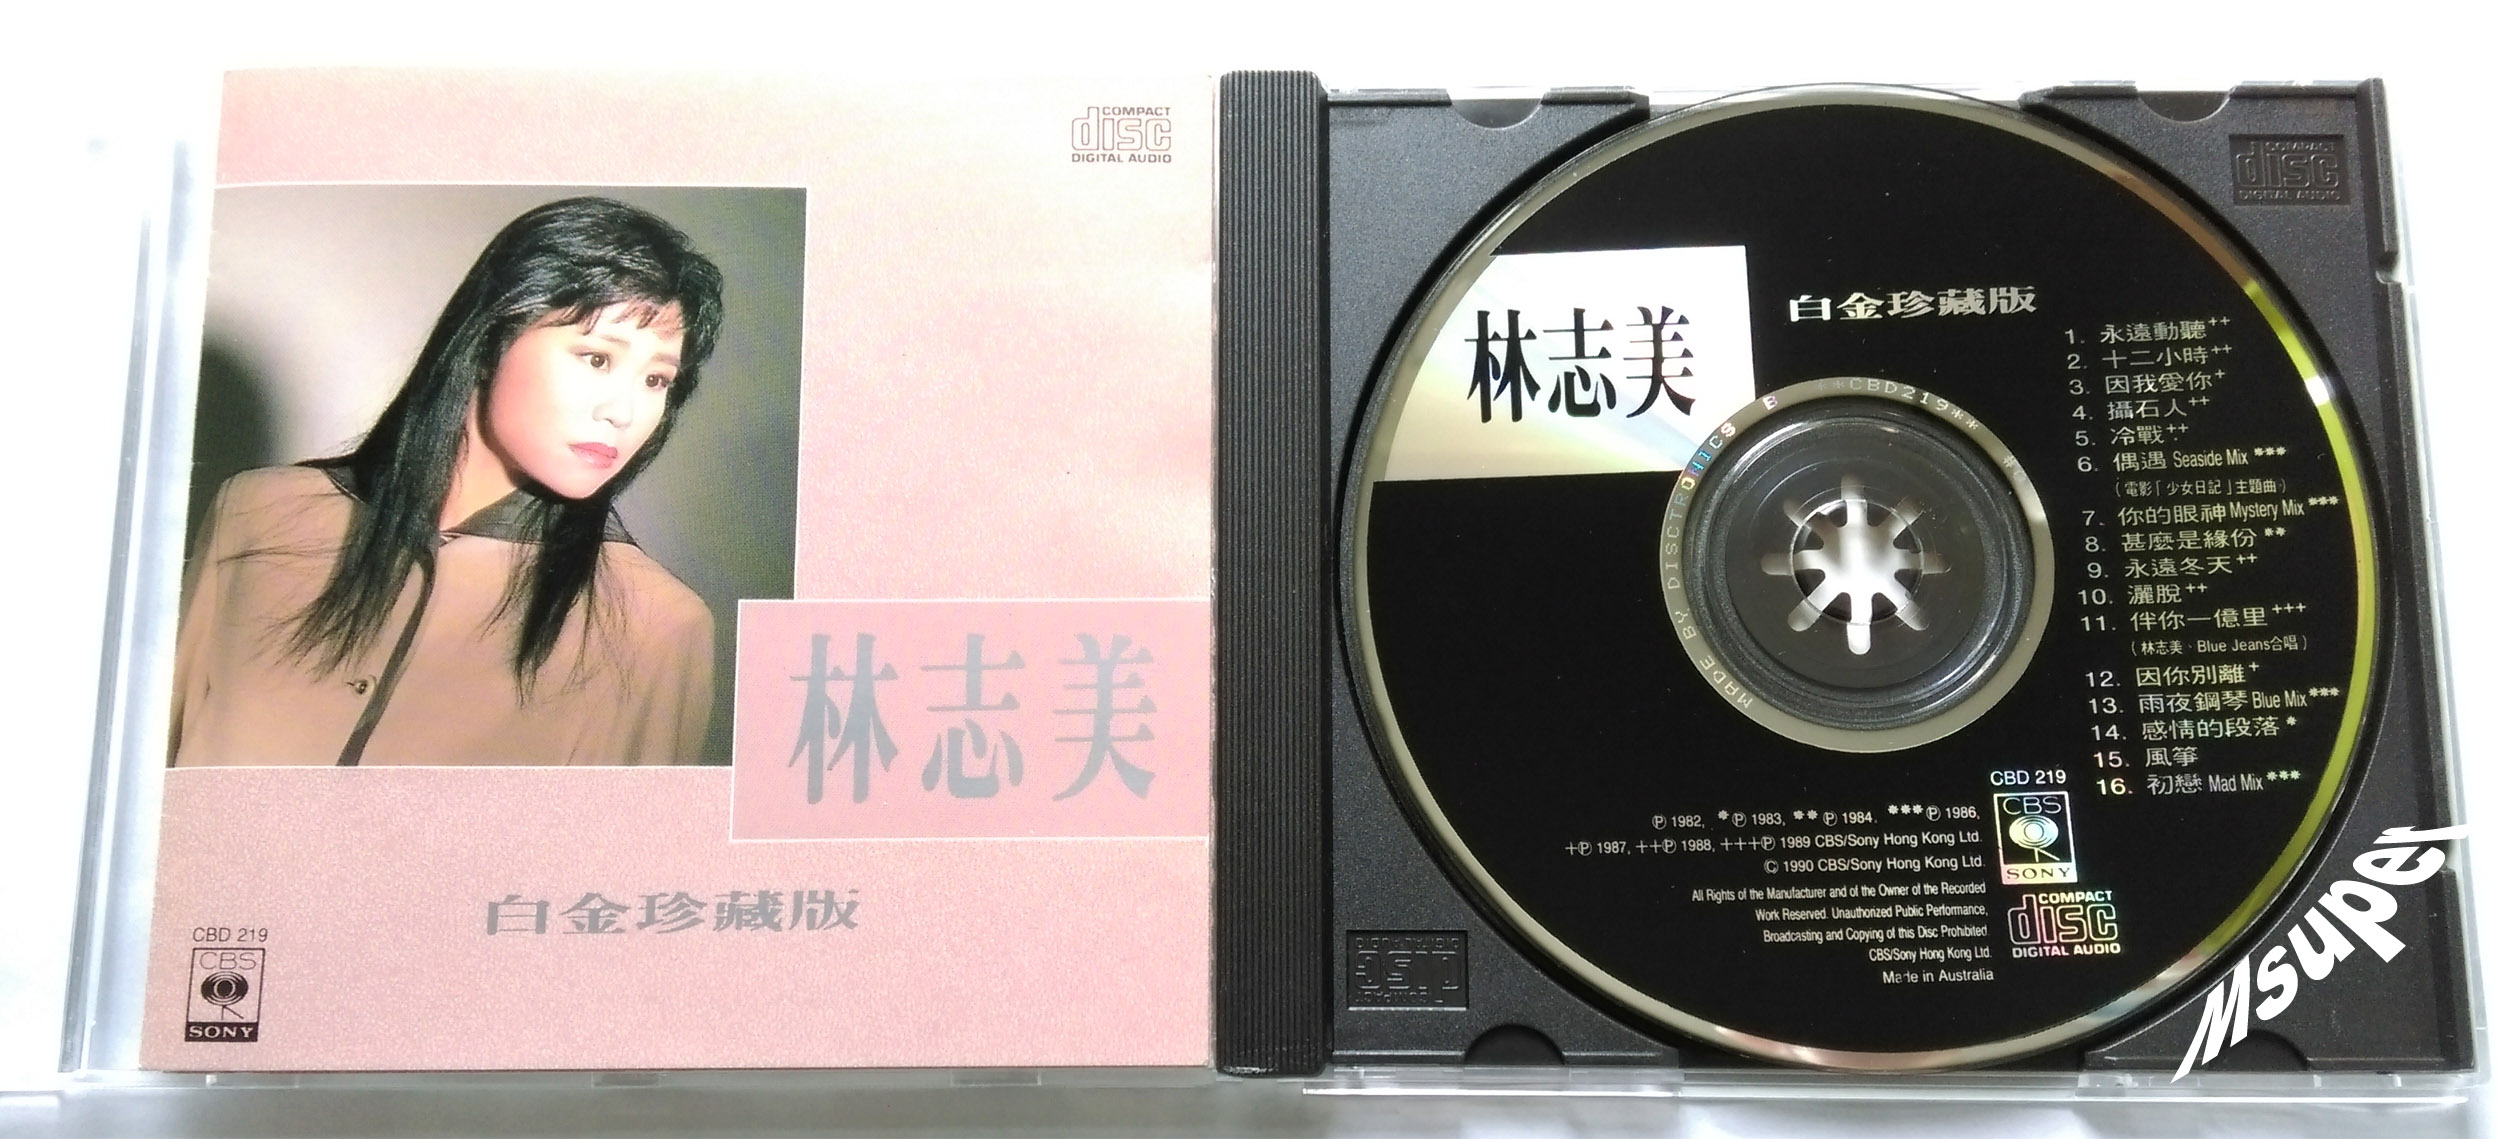 COMPACT
disc
DIGITAL AUDIO
林志美
白金珍藏版
CBD 219
CBS
SONY
COMPACT
disc
DIGITAL AUDIO
林志美
白金珍藏版
1. 永遠動聽++
2. 十二小時++
3. 因我愛你+
4. 攝石人++
5. 冷戰++
6. 偶遇 Seaside Mix ***
(電影「少女日記」主題曲)
7. 你的眼神 Mystery Mix ***
8. 甚麼是緣份 **
9. 永遠冬天++
10. 灑脫++
11. 伴你一億里+++
(林志美、Blue Jeans合唱)
12. 因你別離+
13. 雨夜鋼琴 Blue Mix ***
14. 感情的段落 *
15. 風箏
16. 初戀 Mad Mix ***
**CBD219**
MADE BY DISCTRONICS B
CBD 219
CBS
SONY
Ⓟ 1982, *Ⓟ 1983, **Ⓟ 1984, ***Ⓟ 1986,
+Ⓟ 1987, ++Ⓟ 1988, +++Ⓟ 1989 CBS/Sony Hong Kong Ltd.
© 1990 CBS/Sony Hong Kong Ltd.
All Rights of the Manufacturer and of the Owner of the Recorded
Work Reserved. Unauthorized Public Performance,
Broadcasting and Copying of this Disc Prohibited
CBS/Sony Hong Kong Ltd.
Made in Australia
COMPACT
disc
DIGITAL AUDIO
COMPACT
disc
DIGITAL AUDIO
Msuper